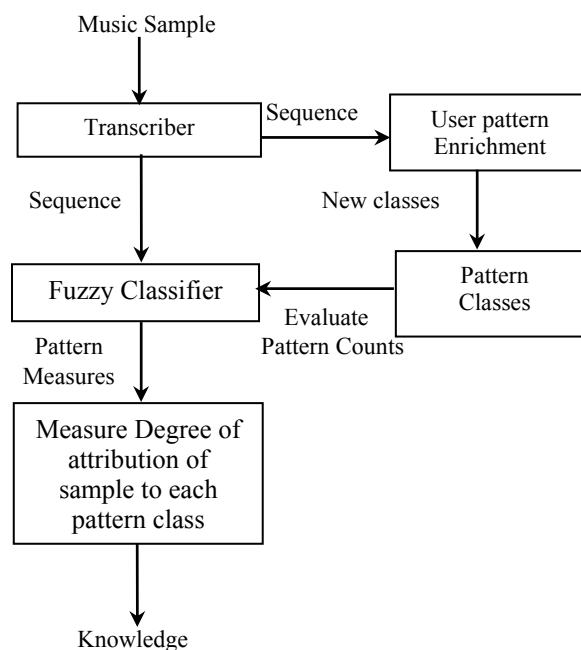 Music Sample
Transcriber
Sequence
User pattern
Enrichment
Sequence
New classes
Fuzzy Classifier
Pattern
Classes
Evaluate
Pattern Counts
Pattern
Measures
Measure Degree of
attribution of
sample to each
pattern class
Knowledge